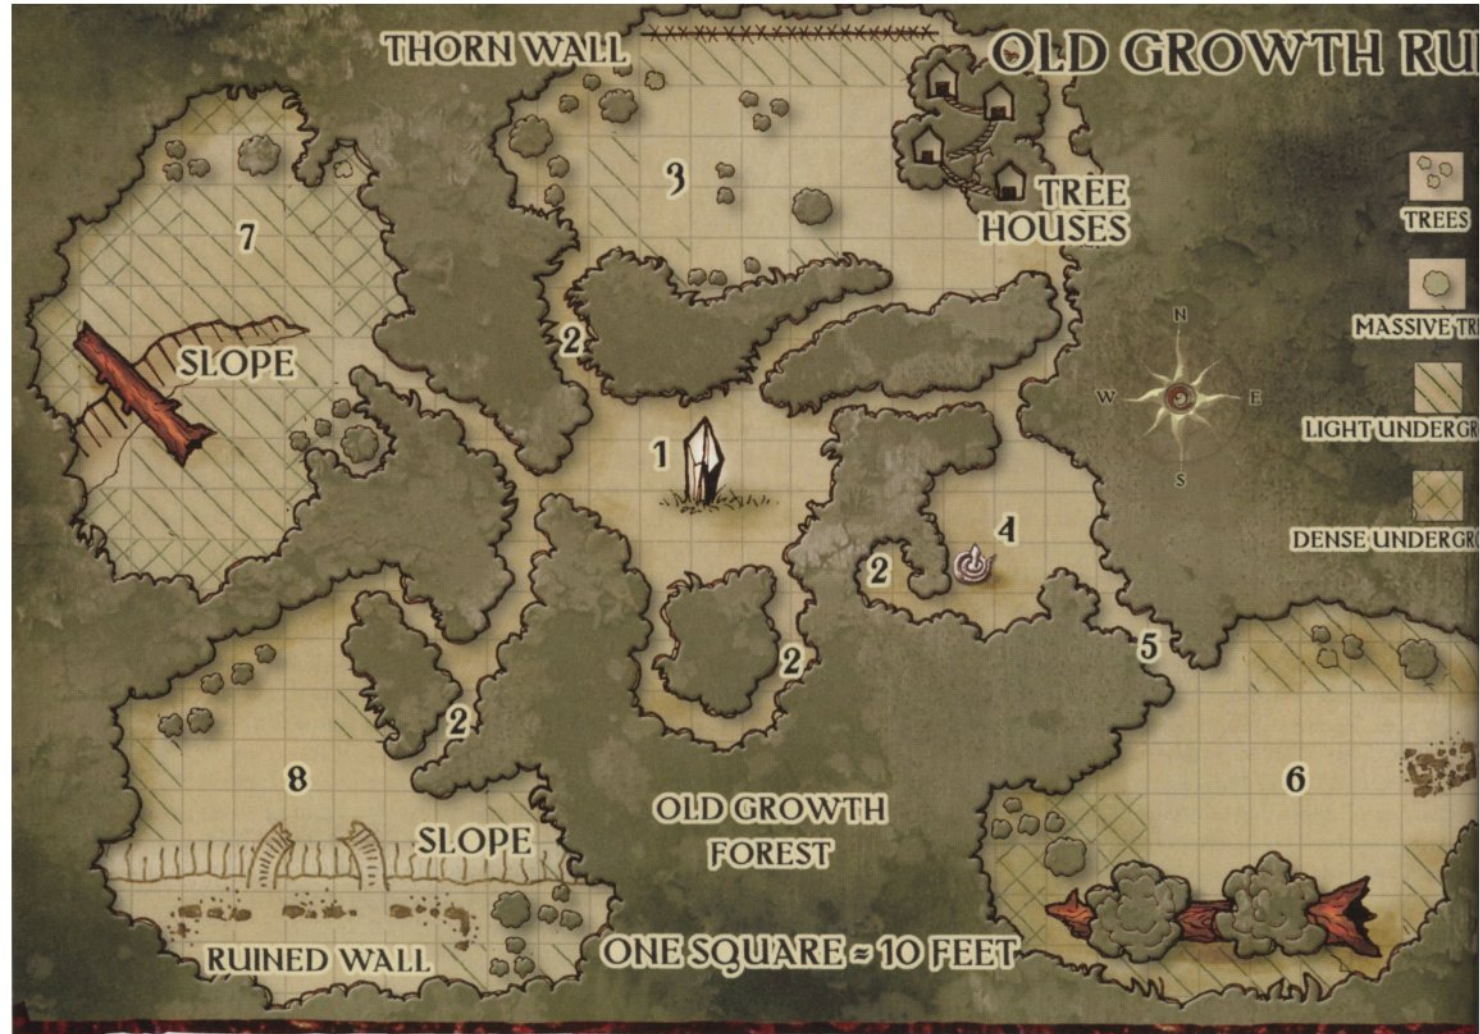 THORN WALL
OLD GROWTH RU
3
TREE
HOUSES
7
TREES
2
SLOPE
MASSIVE TR
N
W
E
S
1
LIGHT UNDERGR
4
2
DENSE UNDERGR
5
2
2
8
6
SLOPE
OLD GROWTH
FOREST
RUINED WALL
ONE SQUARE = 10 FEET